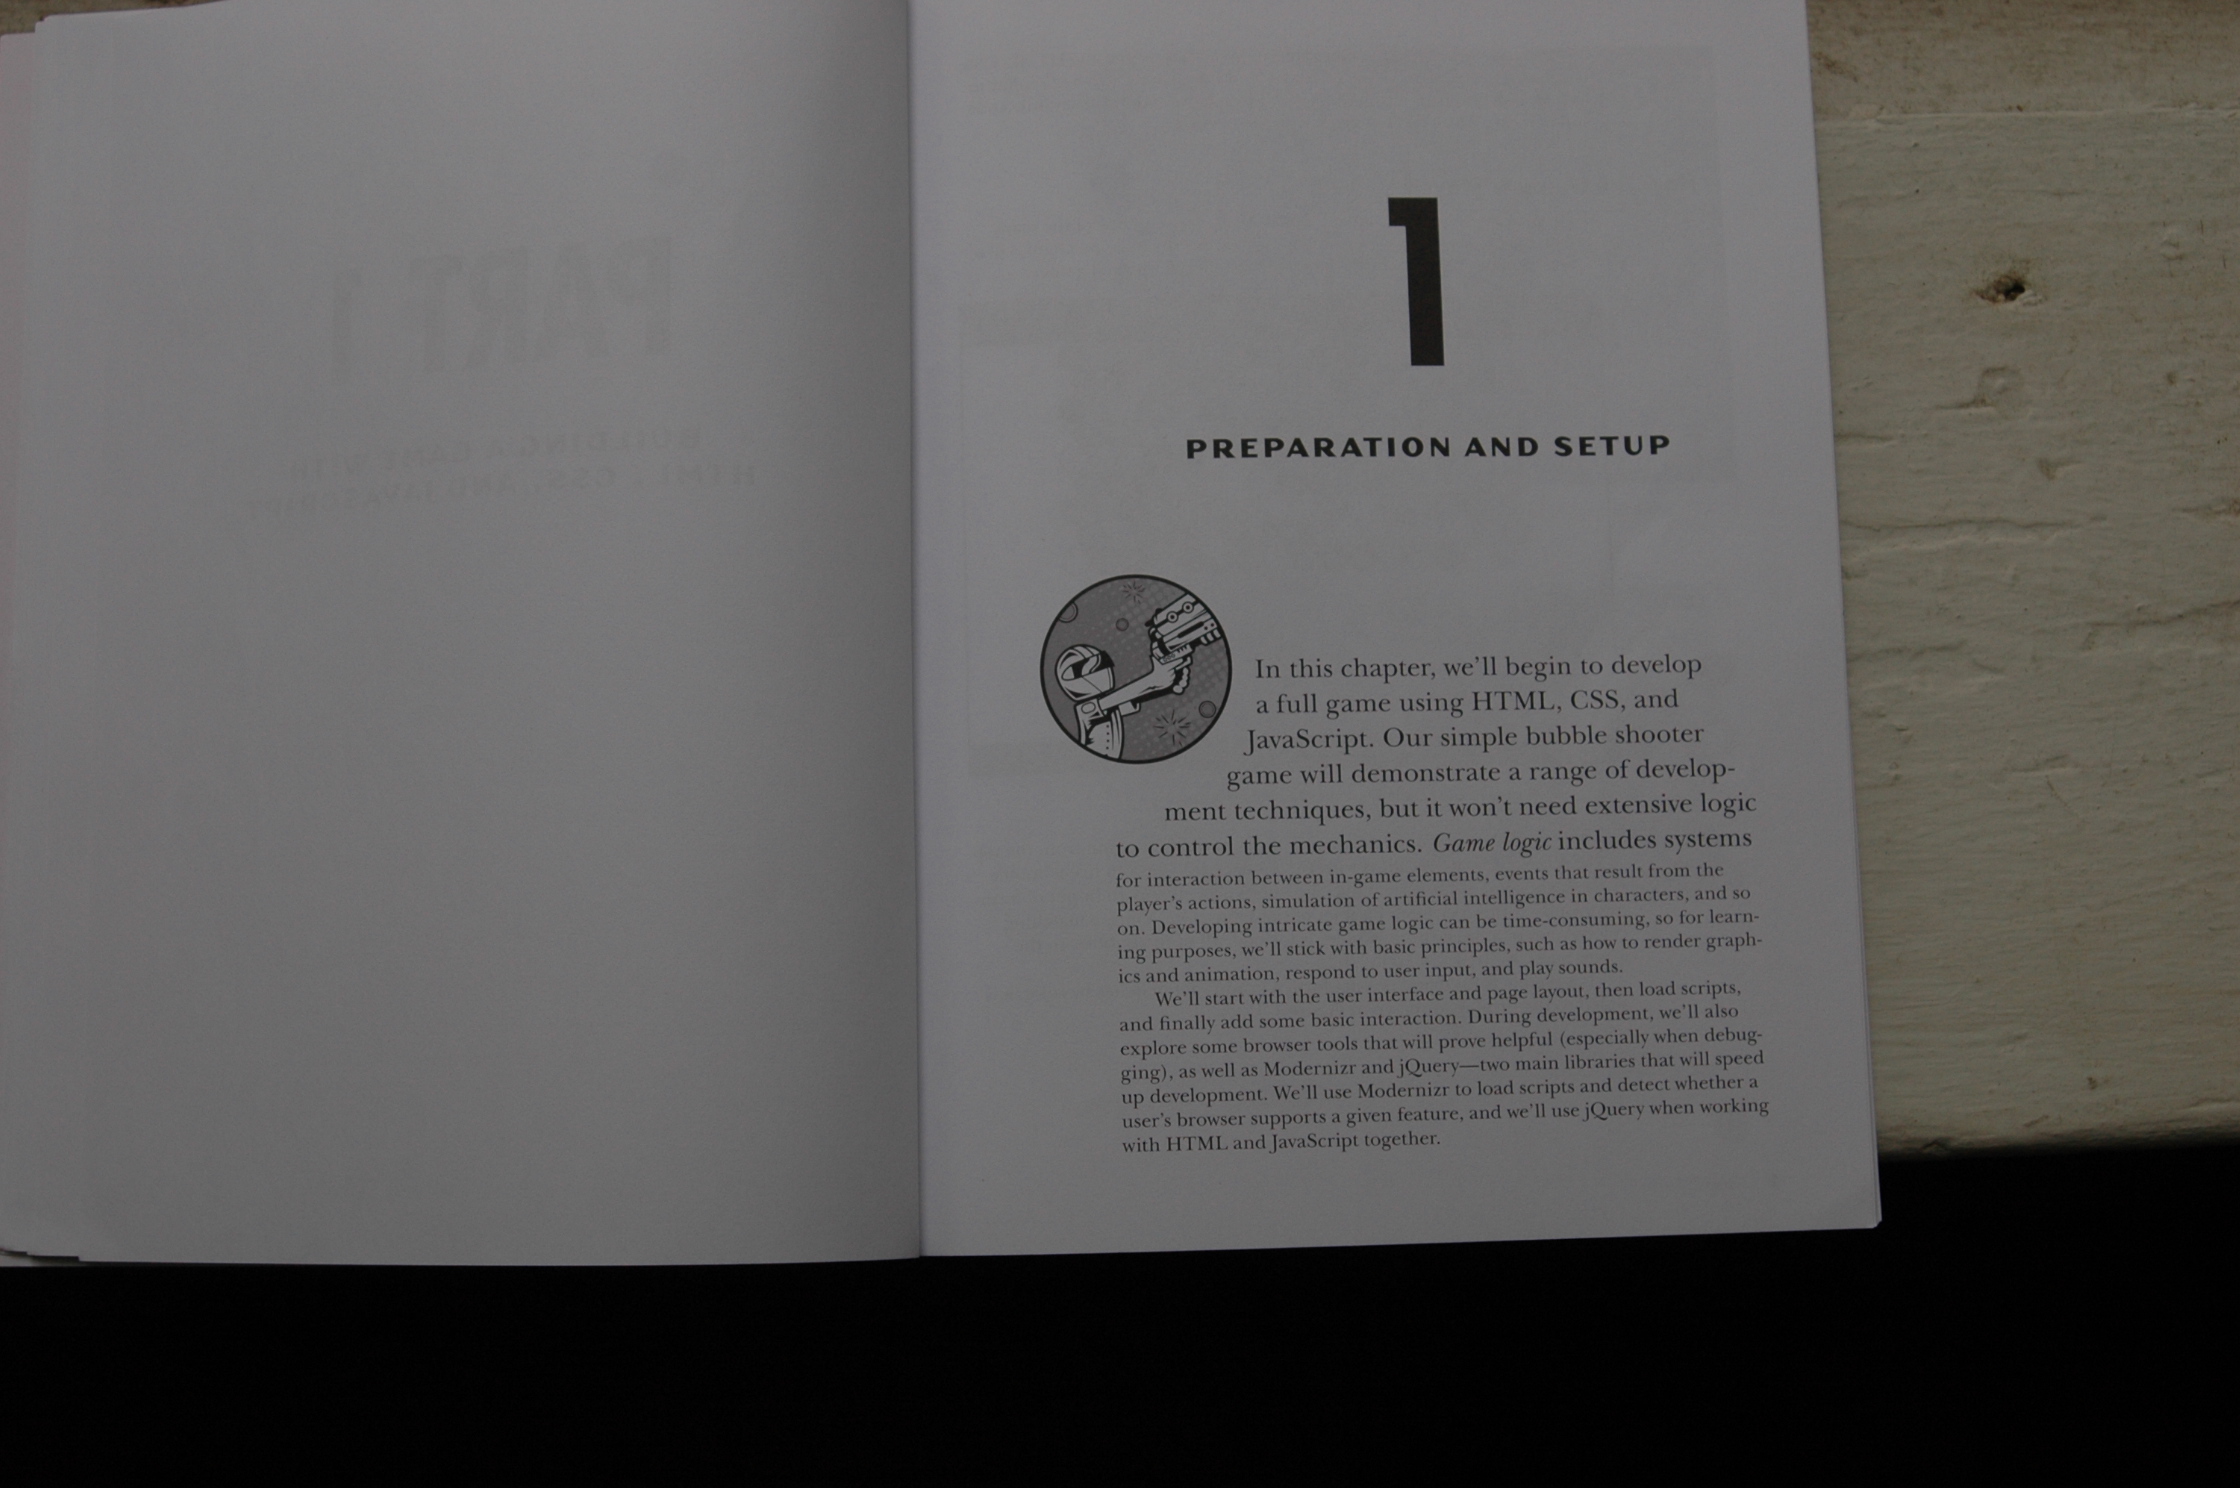 1
PREPARATION AND SETUP
In this chapter, we'll begin to develop
a full game using HTML, CSS, and
JavaScript. Our simple bubble shooter
game will demonstrate a range of develop-
ment techniques, but it won't need extensive logic
to control the mechanics. Game logic includes systems
for interaction between in-game elements, events that result from the
player's actions, simulation of artificial intelligence in characters, and so
on. Developing intricate game logic can be time-consuming, so for learn-
ing purposes, we'll stick with basic principles, such as how to render graph-
ics and animation, respond to user input, and play sounds.
We'll start with the user interface and page layout, then load scripts,
and finally add some basic interaction. During development, we'll also
explore some browser tools that will prove helpful (especially when debug-
ging), as well as Modernizr and jQuery—two main libraries that will speed
up development. We'll use Modernizr to load scripts and detect whether a
user's browser supports a given feature, and we'll use jQuery when working
with HTML and JavaScript together.